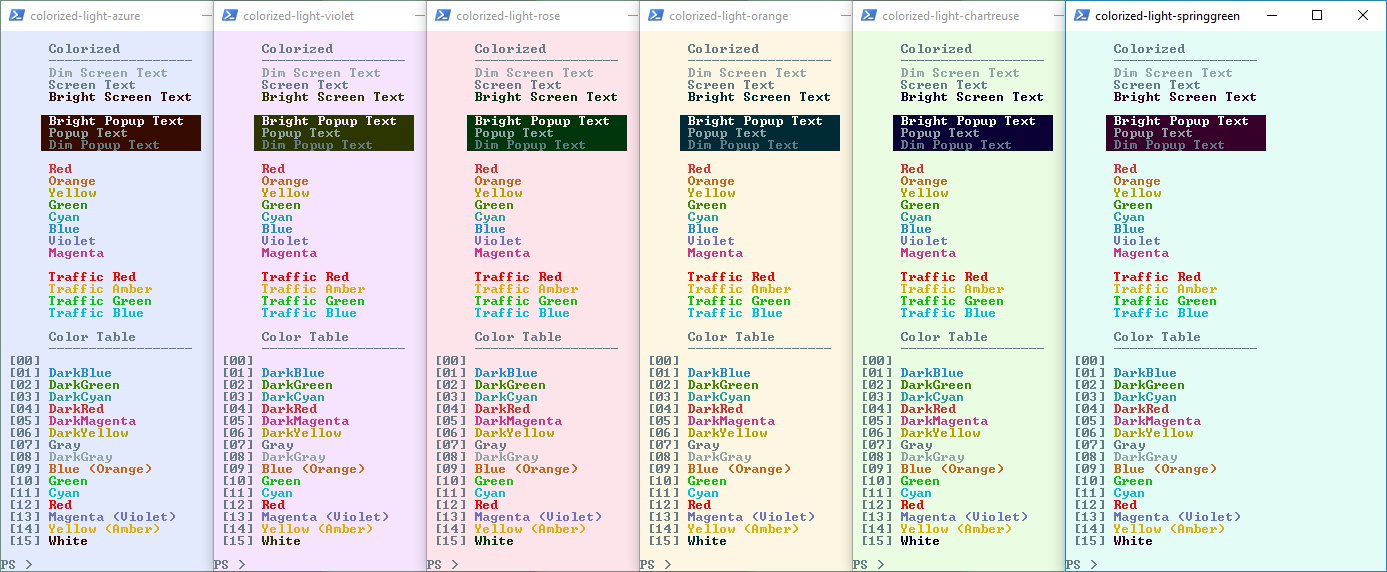 colorized-light-azure
Colorized
------------------
Dim Screen Text
Screen Text
Bright Screen Text
Bright Popup Text
Popup Text
Dim Popup Text
Red
Orange
Yellow
Green
Cyan
Blue
Violet
Magenta
Traffic Red
Traffic Amber
Traffic Green
Traffic Blue
Color Table
------------------
[00]
[01] DarkBlue
[02] DarkGreen
[03] DarkCyan
[04] DarkRed
[05] DarkMagenta
[06] DarkYellow
[07] Gray
[08] DarkGray
[09] Blue (Orange)
[10] Green
[11] Cyan
[12] Red
[13] Magenta (Violet)
[14] Yellow (Amber)
[15] White
PS >
colorized-light-violet
Colorized
------------------
Dim Screen Text
Screen Text
Bright Screen Text
Bright Popup Text
Popup Text
Dim Popup Text
Red
Orange
Yellow
Green
Cyan
Blue
Violet
Magenta
Traffic Red
Traffic Amber
Traffic Green
Traffic Blue
Color Table
------------------
[00]
[01] DarkBlue
[02] DarkGreen
[03] DarkCyan
[04] DarkRed
[05] DarkMagenta
[06] DarkYellow
[07] Gray
[08] DarkGray
[09] Blue (Orange)
[10] Green
[11] Cyan
[12] Red
[13] Magenta (Violet)
[14] Yellow (Amber)
[15] White
PS >
colorized-light-rose
Colorized
------------------
Dim Screen Text
Screen Text
Bright Screen Text
Bright Popup Text
Popup Text
Dim Popup Text
Red
Orange
Yellow
Green
Cyan
Blue
Violet
Magenta
Traffic Red
Traffic Amber
Traffic Green
Traffic Blue
Color Table
------------------
[00]
[01] DarkBlue
[02] DarkGreen
[03] DarkCyan
[04] DarkRed
[05] DarkMagenta
[06] DarkYellow
[07] Gray
[08] DarkGray
[09] Blue (Orange)
[10] Green
[11] Cyan
[12] Red
[13] Magenta (Violet)
[14] Yellow (Amber)
[15] White
PS >
colorized-light-orange
Colorized
------------------
Dim Screen Text
Screen Text
Bright Screen Text
Bright Popup Text
Popup Text
Dim Popup Text
Red
Orange
Yellow
Green
Cyan
Blue
Violet
Magenta
Traffic Red
Traffic Amber
Traffic Green
Traffic Blue
Color Table
------------------
[00]
[01] DarkBlue
[02] DarkGreen
[03] DarkCyan
[04] DarkRed
[05] DarkMagenta
[06] DarkYellow
[07] Gray
[08] DarkGray
[09] Blue (Orange)
[10] Green
[11] Cyan
[12] Red
[13] Magenta (Violet)
[14] Yellow (Amber)
[15] White
PS >
colorized-light-chartreuse
Colorized
------------------
Dim Screen Text
Screen Text
Bright Screen Text
Bright Popup Text
Popup Text
Dim Popup Text
Red
Orange
Yellow
Green
Cyan
Blue
Violet
Magenta
Traffic Red
Traffic Amber
Traffic Green
Traffic Blue
Color Table
------------------
[00]
[01] DarkBlue
[02] DarkGreen
[03] DarkCyan
[04] DarkRed
[05] DarkMagenta
[06] DarkYellow
[07] Gray
[08] DarkGray
[09] Blue (Orange)
[10] Green
[11] Cyan
[12] Red
[13] Magenta (Violet)
[14] Yellow (Amber)
[15] White
PS >
colorized-light-springgreen
Colorized
------------------
Dim Screen Text
Screen Text
Bright Screen Text
Bright Popup Text
Popup Text
Dim Popup Text
Red
Orange
Yellow
Green
Cyan
Blue
Violet
Magenta
Traffic Red
Traffic Amber
Traffic Green
Traffic Blue
Color Table
------------------
[00]
[01] DarkBlue
[02] DarkGreen
[03] DarkCyan
[04] DarkRed
[05] DarkMagenta
[06] DarkYellow
[07] Gray
[08] DarkGray
[09] Blue (Orange)
[10] Green
[11] Cyan
[12] Red
[13] Magenta (Violet)
[14] Yellow (Amber)
[15] White
PS >